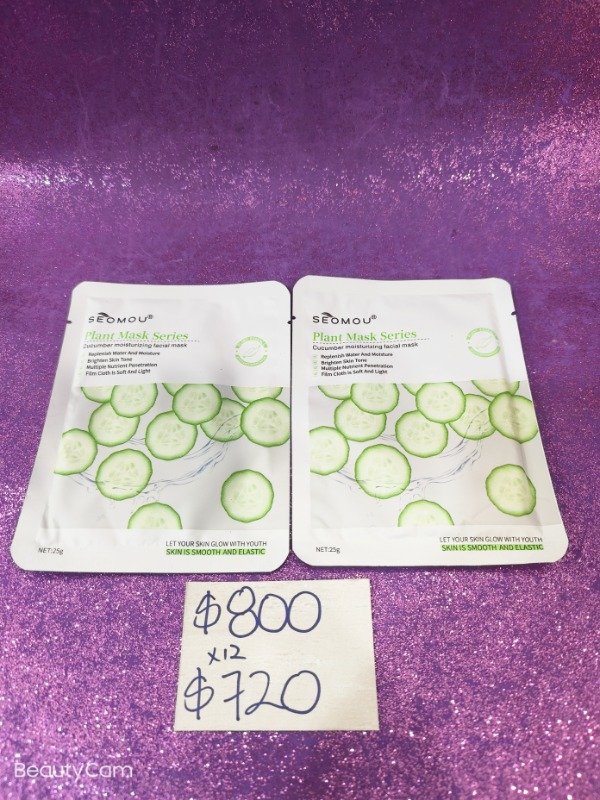 SEOMOU®
Plant Mask Series
Cucumber moisturizing facial mask
Replenish Water And Moisture
Brighten Skin Tone
Multiple Nutrient Penetration
Film Cloth Is Soft And Light
NET:25g
LET YOUR SKIN GLOW WITH YOUTH
SKIN IS SMOOTH AND ELASTIC
SEOMOU®
Plant Mask Series
Cucumber moisturizing facial mask
Replenish Water And Moisture
Brighten Skin Tone
Multiple Nutrient Penetration
Film Cloth Is Soft And Light
NET:25g
LET YOUR SKIN GLOW WITH YOUTH
SKIN IS SMOOTH AND ELASTIC
$800
x12
$720
BeautyCam